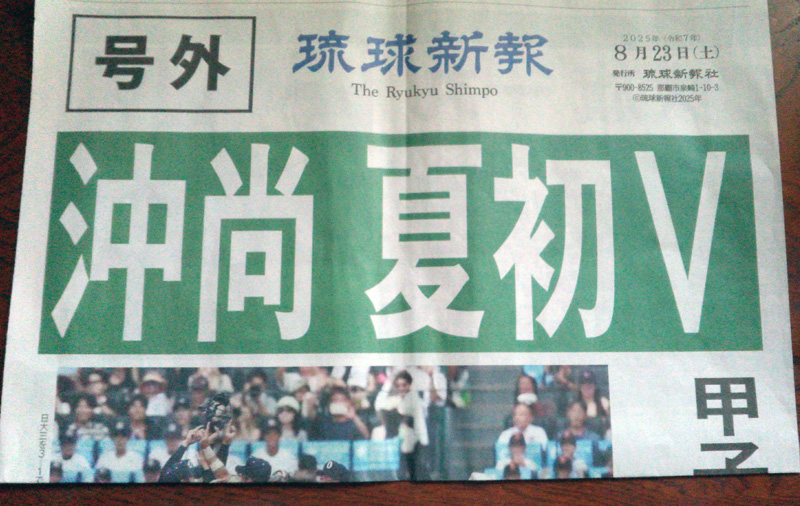 号外
琉球新報
The Ryukyu Shimpo
2025年(令和7年)
8月23日(土)
発行所 琉球新報社
〒900-8525 那覇市泉崎1-10-3
©琉球新報社2025年
沖尚 夏初V
甲子